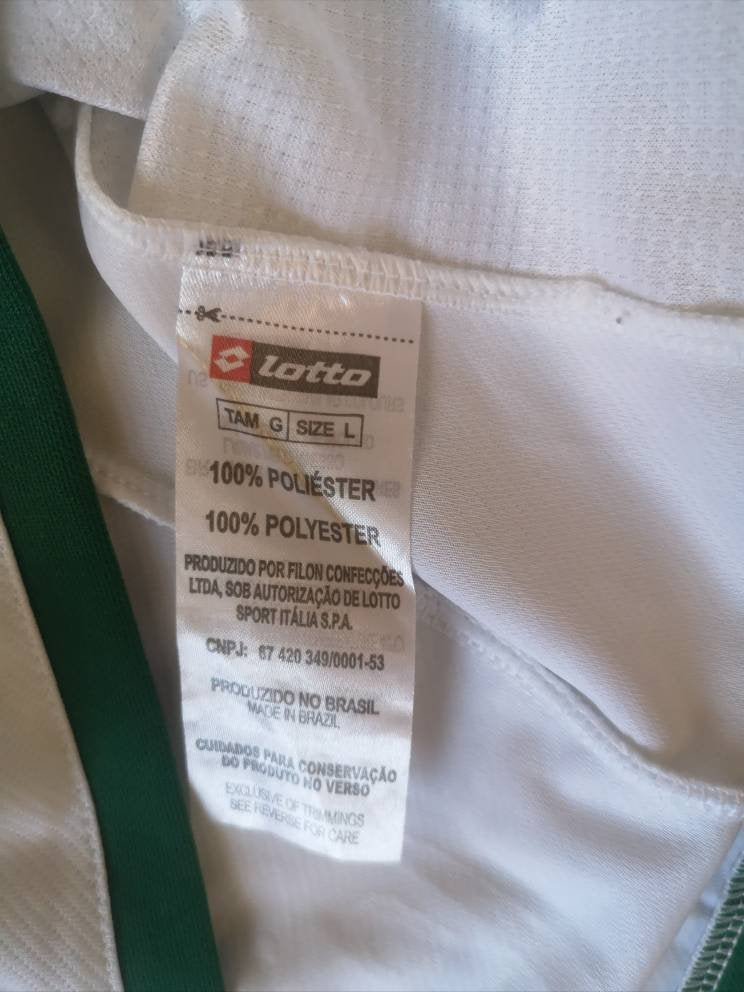 lotto
TAM G SIZE L
100% POLIÉSTER
100% POLYESTER
PRODUZIDO POR FILON CONFECÇÕES
LTDA, SOB AUTORIZAÇÃO DE LOTTO
SPORT ITÁLIA S.P.A.
CNPJ: 67 420 349/0001-53
PRODUZIDO NO BRASIL
MADE IN BRAZIL
CUIDADOS PARA CONSERVAÇÃO
DO PRODUTO NO VERSO
EXCLUSIVE OF TRIMMINGS
SEE REVERSE FOR CARE